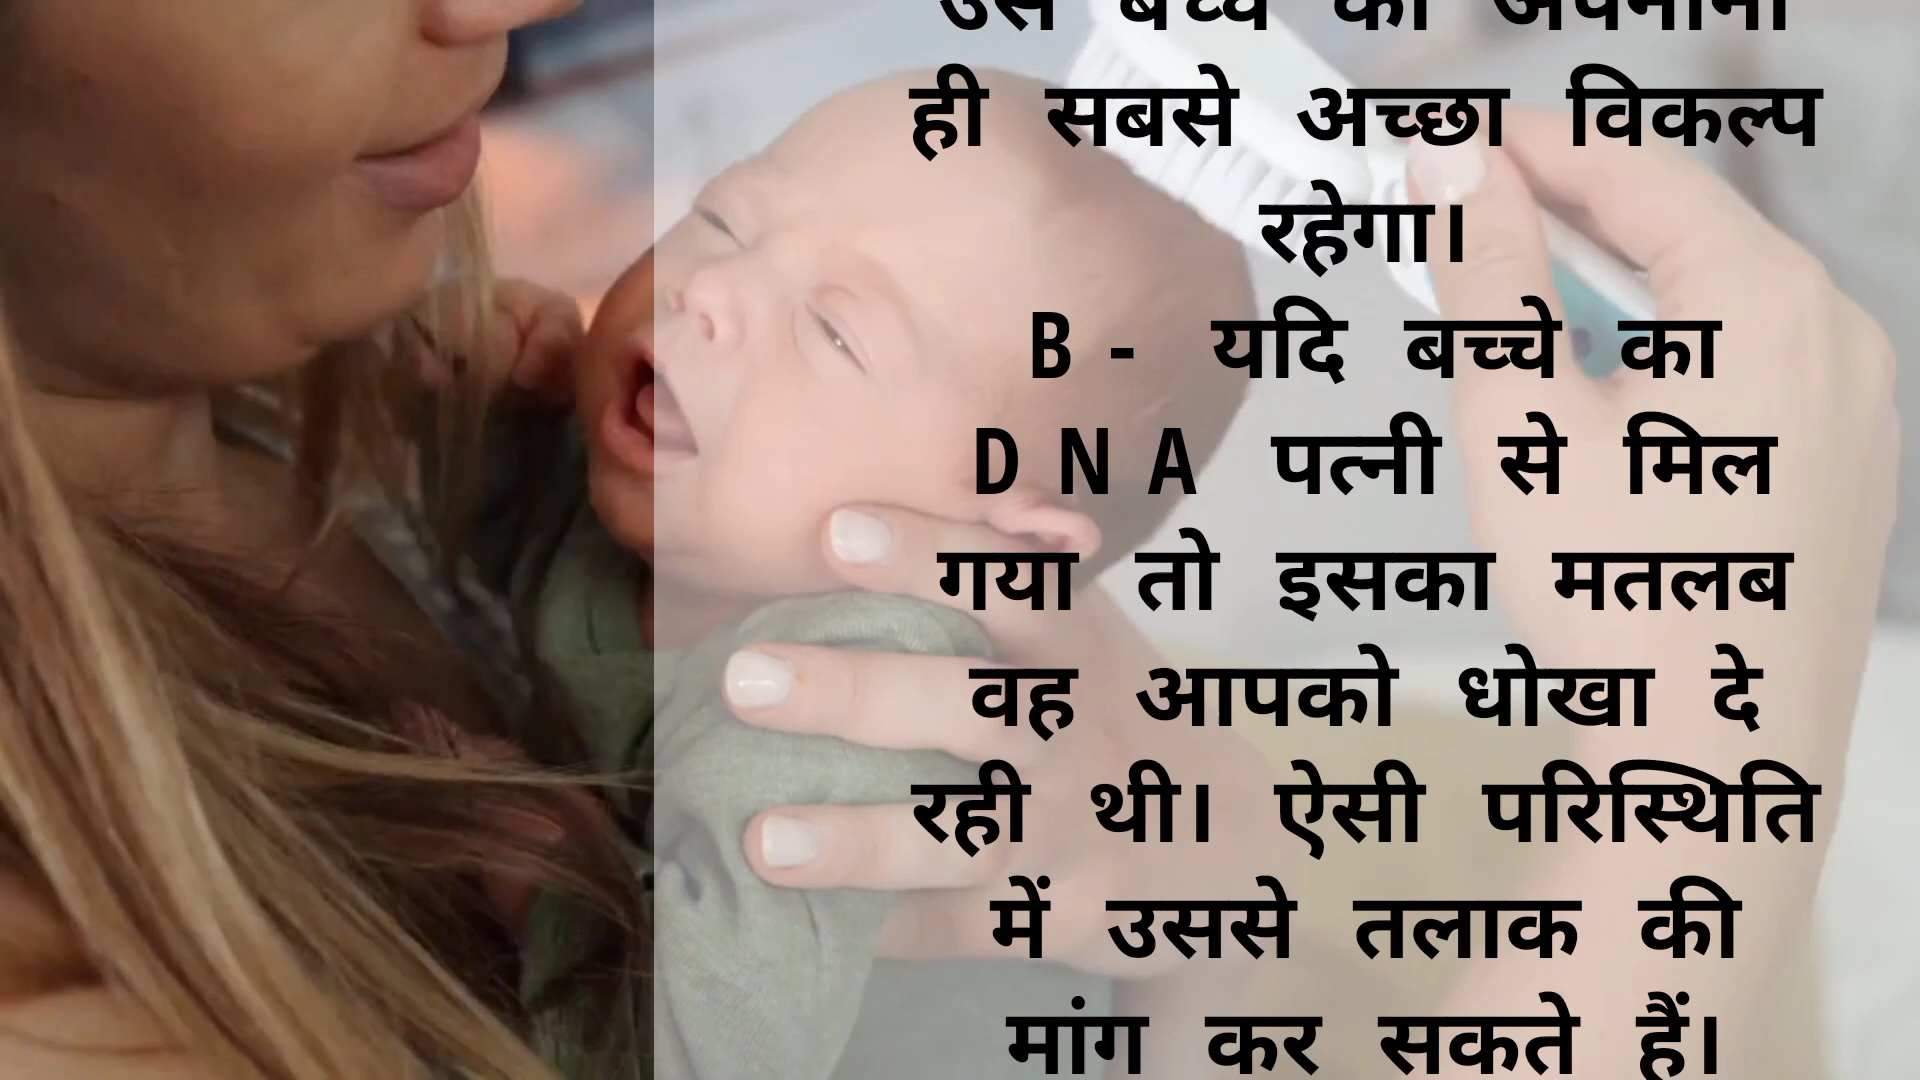 ही सबसे अच्छा विकल्प
रहेगा।
B - यदि बच्चे का
DNA पत्नी से मिल
गया तो इसका मतलब
वह आपको धोखा दे
रही थी। ऐसी परिस्थिति
में उससे तलाक की
मांग कर सकते हैं।